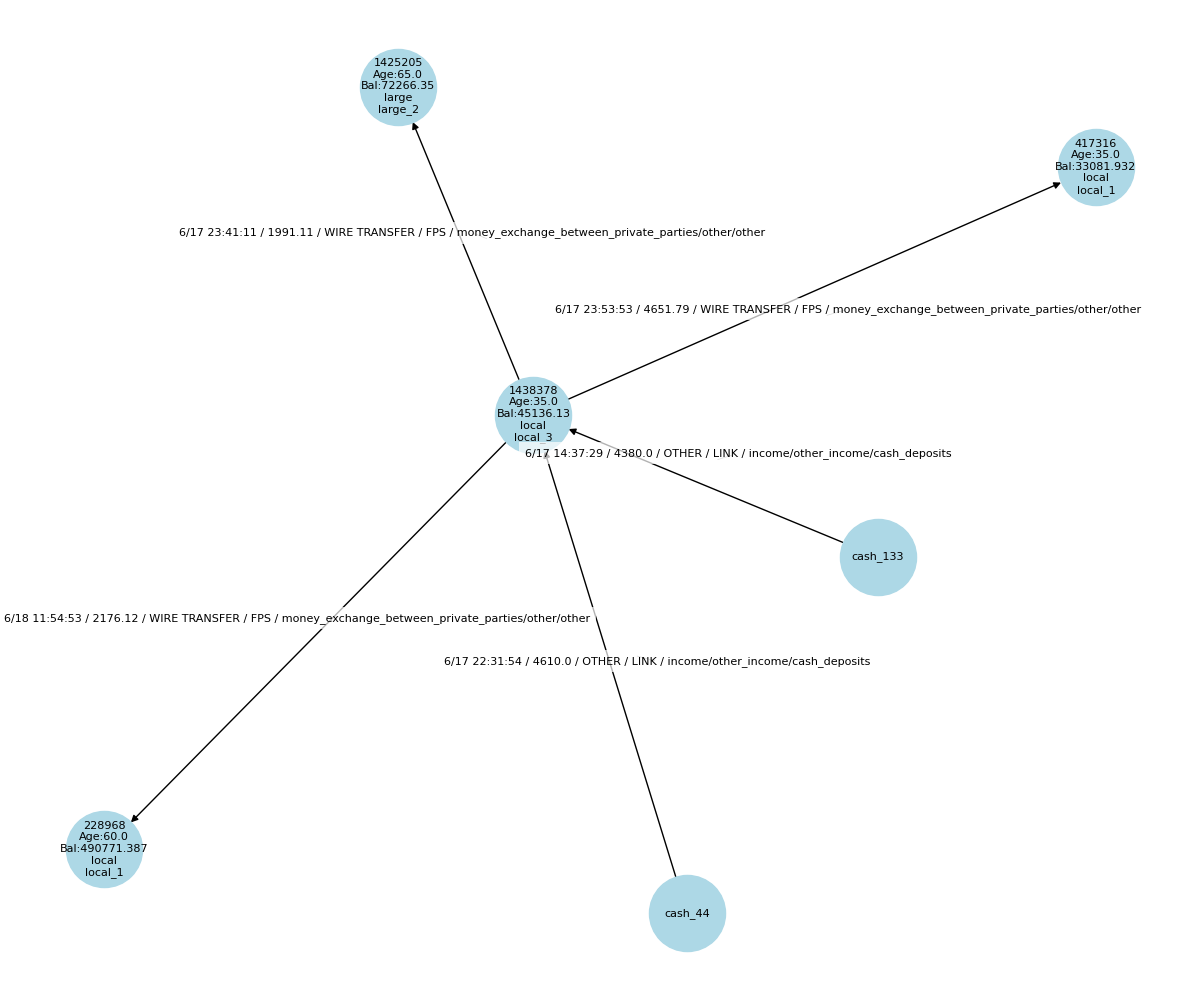 1425205
Age:65.0
Bal:72266.35
large
large_2
417316
Age:35.0
Bal:33081.932
local
local_1
6/17 23:41:11 / 1991.11 / WIRE TRANSFER / FPS / money_exchange_between_private_parties/other/other
6/17 23:53:53 / 4651.79 / WIRE TRANSFER / FPS / money_exchange_between_private_parties/other/other
1438378
Age:35.0
Bal:45136.13
local
local_3
6/17 14:37:29 / 4380.0 / OTHER / LINK / income/other_income/cash_deposits
cash_133
6/18 11:54:53 / 2176.12 / WIRE TRANSFER / FPS / money_exchange_between_private_parties/other/other
6/17 22:31:54 / 4610.0 / OTHER / LINK / income/other_income/cash_deposits
228968
Age:60.0
Bal:490771.387
local
local_1
cash_44